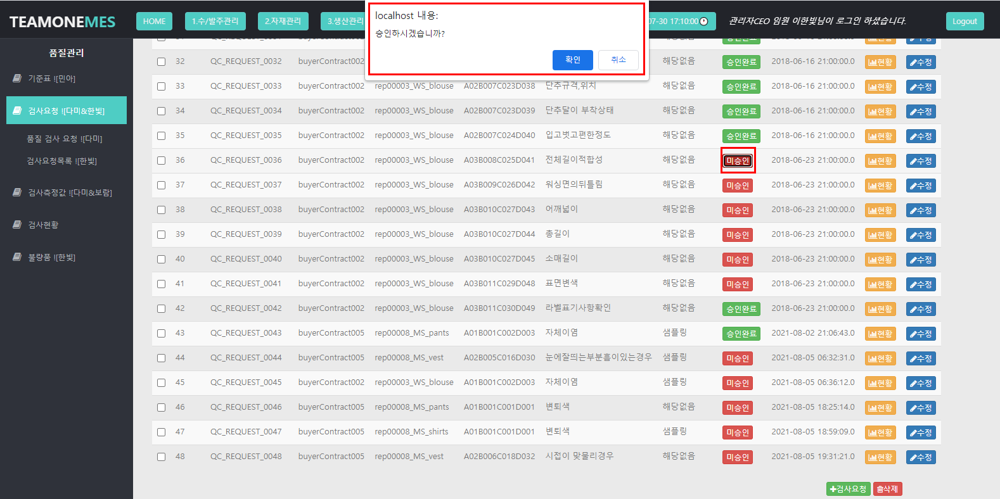 TEAMONEMES
HOME
1.수/발주관리
2.자재관리
3.생산관리
07-30 17:10:00
관리자CEO 임원 이한빛님이 로그인 하셨습니다.
Logout
localhost 내용:
승인하시겠습니까?
확인
취소
품질관리
기준표 ![민아]
검사요청 ![다미&한빛]
품질 검사 요청 ![다미]
검사요청목록 ![한빛]
검사측정값 ![다미&보람]
검사현황
불량품 ![한빛]
32 QC_REQUEST_0032 buyerContract002 해당없음 승인완료 2018-06-16 21:00:00.0 현황 수정
33 QC_REQUEST_0033 buyerContract002 rep00003_WS_blouse A02B007C023D038 단추규격,위치 해당없음 승인완료 2018-06-16 21:00:00.0 현황 수정
34 QC_REQUEST_0034 buyerContract002 rep00003_WS_blouse A02B007C023D039 단추달이 부착상태 해당없음 승인완료 2018-06-16 21:00:00.0 현황 수정
35 QC_REQUEST_0035 buyerContract002 rep00003_WS_blouse A02B007C024D040 입고벗고편한정도 해당없음 승인완료 2018-06-16 21:00:00.0 현황 수정
36 QC_REQUEST_0036 buyerContract002 rep00003_WS_blouse A03B008C025D041 전체길이적합성 해당없음 미승인 2018-06-23 21:00:00.0 현황 수정
37 QC_REQUEST_0037 buyerContract002 rep00003_WS_blouse A03B009C026D042 워싱면의뒤틀림 해당없음 미승인 2018-06-23 21:00:00.0 현황 수정
38 QC_REQUEST_0038 buyerContract002 rep00003_WS_blouse A03B010C027D043 어깨넓이 해당없음 미승인 2018-06-23 21:00:00.0 현황 수정
39 QC_REQUEST_0039 buyerContract002 rep00003_WS_blouse A03B010C027D044 총길이 해당없음 미승인 2018-06-23 21:00:00.0 현황 수정
40 QC_REQUEST_0040 buyerContract002 rep00003_WS_blouse A03B010C027D045 소매길이 해당없음 미승인 2018-06-23 21:00:00.0 현황 수정
41 QC_REQUEST_0041 buyerContract002 rep00003_WS_blouse A03B011C029D048 표면변색 해당없음 미승인 2018-06-23 21:00:00.0 현황 수정
42 QC_REQUEST_0042 buyerContract002 rep00003_WS_blouse A03B011C030D049 라벨표기사항확인 해당없음 승인완료 2018-06-23 21:00:00.0 현황 수정
43 QC_REQUEST_0043 buyerContract005 rep00008_MS_pants A01B001C002D003 자체이염 샘플링 승인완료 2021-08-02 21:06:43.0 현황 수정
44 QC_REQUEST_0044 buyerContract005 rep00008_MS_vest A02B005C016D030 눈에잘띄는부분흠이있는경우 샘플링 미승인 2021-08-05 06:32:31.0 현황 수정
45 QC_REQUEST_0045 buyerContract002 rep00003_WS_blouse A01B001C002D003 자체이염 샘플링 미승인 2021-08-05 06:36:12.0 현황 수정
46 QC_REQUEST_0046 buyerContract005 rep00008_MS_pants A01B001C001D001 변퇴색 해당없음 미승인 2021-08-05 18:25:14.0 현황 수정
47 QC_REQUEST_0047 buyerContract005 rep00008_MS_shirts A01B001C001D001 변퇴색 샘플링 미승인 2021-08-05 18:59:09.0 현황 수정
48 QC_REQUEST_0048 buyerContract005 rep00008_MS_vest A02B006C018D032 시접이 맞물리경우 해당없음 미승인 2021-08-05 19:31:21.0 현황 수정
검사요청 삭제